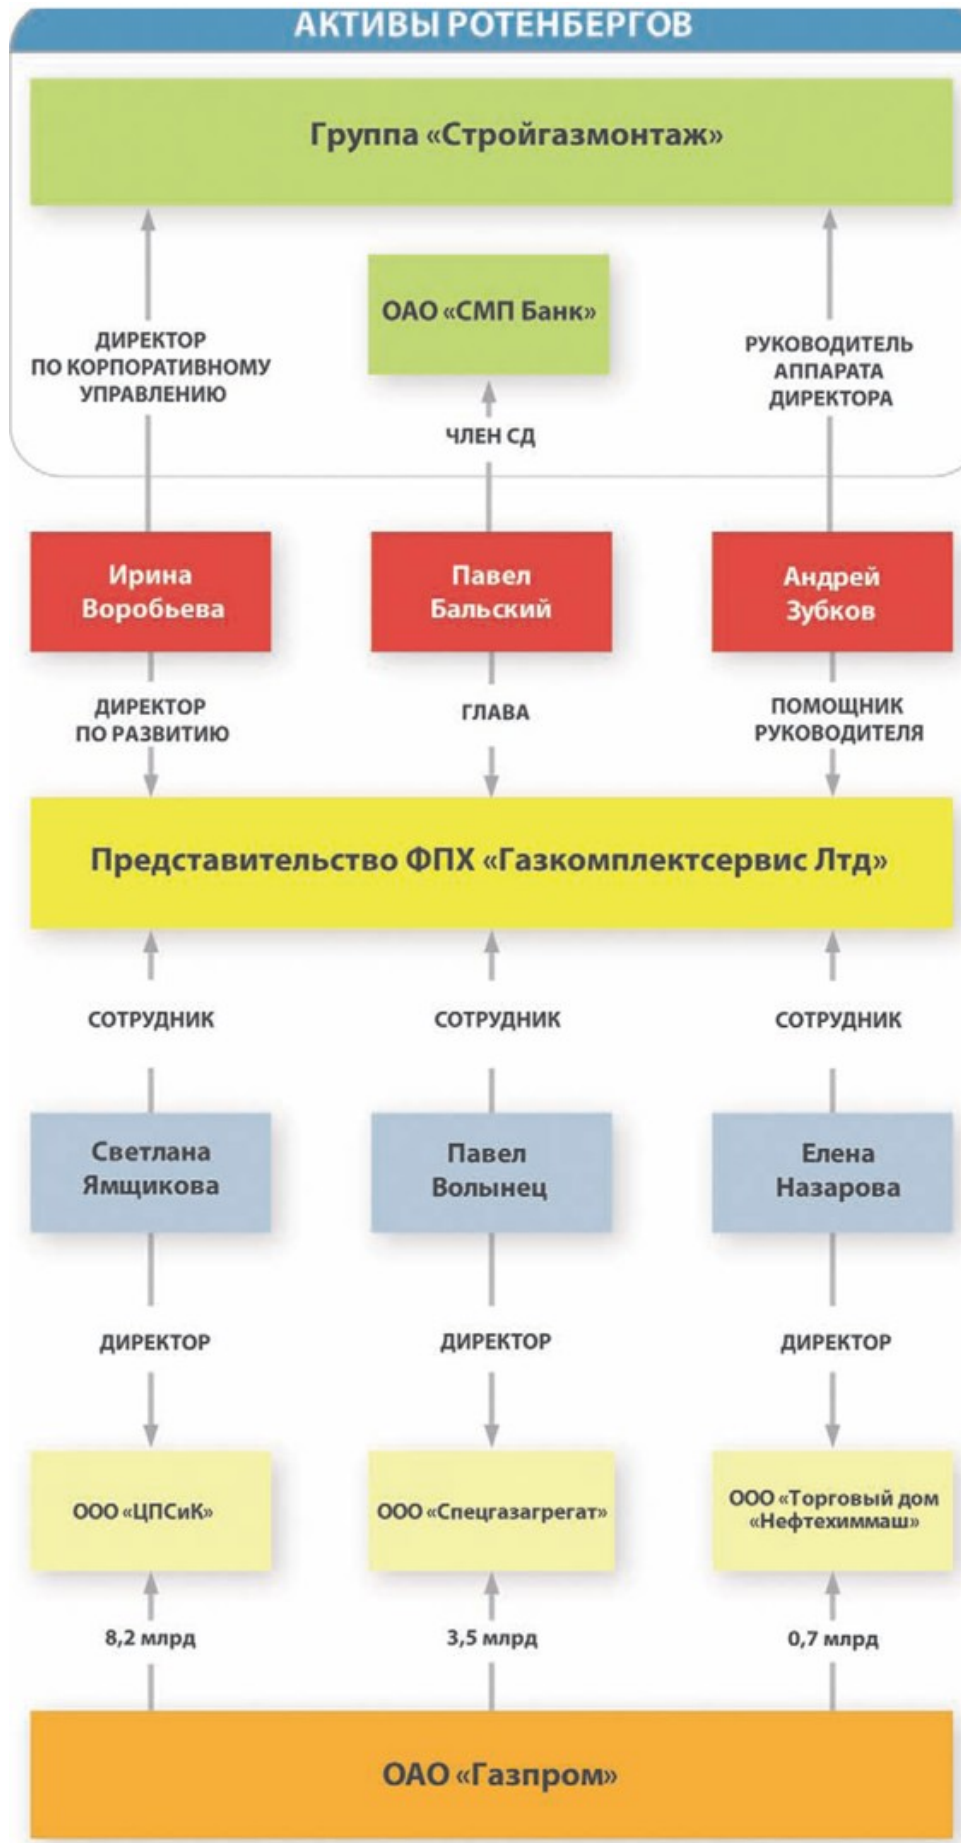 АКТИВЫ РОТЕНБЕРГОВ
Группа «Стройгазмонтаж»
ОАО «СМП Банк»
ДИРЕКТОР
ПО КОРПОРАТИВНОМУ
УПРАВЛЕНИЮ
ЧЛЕН СД
РУКОВОДИТЕЛЬ
АППАРАТА
ДИРЕКТОРА
Ирина
Воробьева
Павел
Бальский
Андрей
Зубков
ДИРЕКТОР
ПО РАЗВИТИЮ
ГЛАВА
ПОМОЩНИК
РУКОВОДИТЕЛЯ
Представительство ФПХ «Газкомплектсервис Лтд»
СОТРУДНИК
СОТРУДНИК
СОТРУДНИК
Светлана
Ямщикова
Павел
Волынец
Елена
Назарова
ДИРЕКТОР
ДИРЕКТОР
ДИРЕКТОР
ООО «ЦПСиК»
ООО «Спецгазагрегат»
ООО «Торговый дом
«Нефтехиммаш»
8,2 млрд
3,5 млрд
0,7 млрд
ОАО «Газпром»